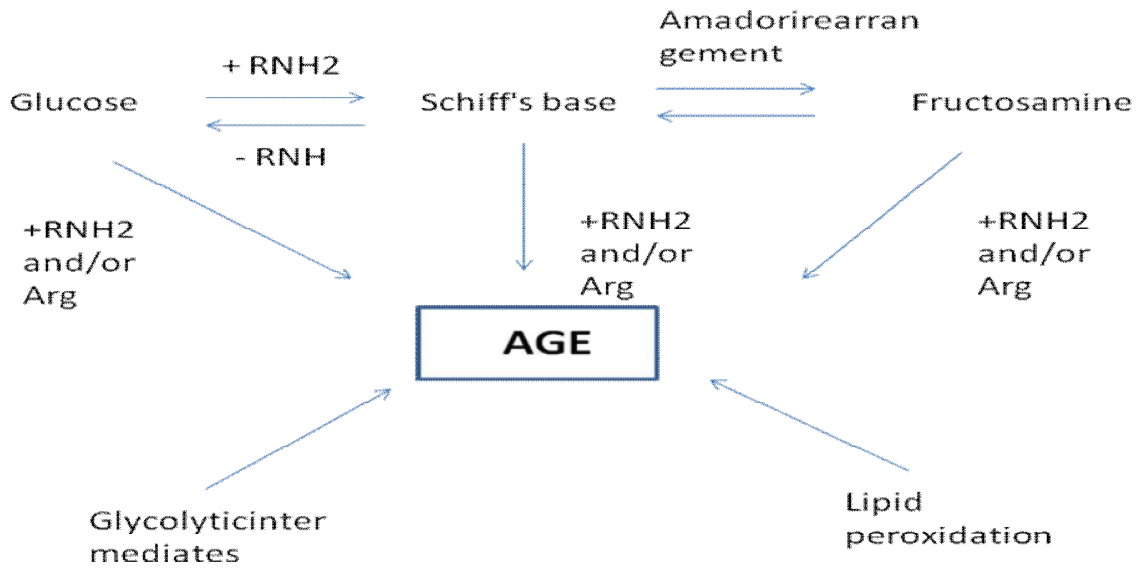 Amadorirearran
gement
+ RNH2
Glucose
Schiff's base
Fructosamine
- RNH
+RNH2
and/or
Arg
+RNH2
and/or
Arg
+RNH2
and/or
Arg
AGE
Glycolyticinter
mediates
Lipid
peroxidation